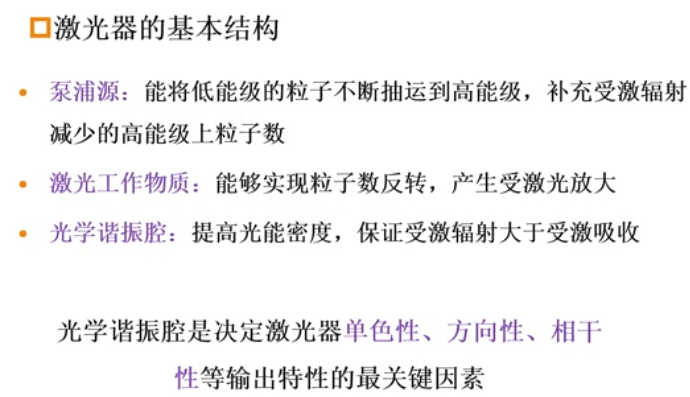 激光器的基本结构
泵浦源：能将低能级的粒子不断抽运到高能级，补充受激辐射
减少的高能级上粒子数
激光工作物质：能够实现粒子数反转，产生受激光放大
光学谐振腔：提高光能密度，保证受激辐射大于受激吸收
光学谐振腔是决定激光器单色性、方向性、相干
性等输出特性的最关键因素